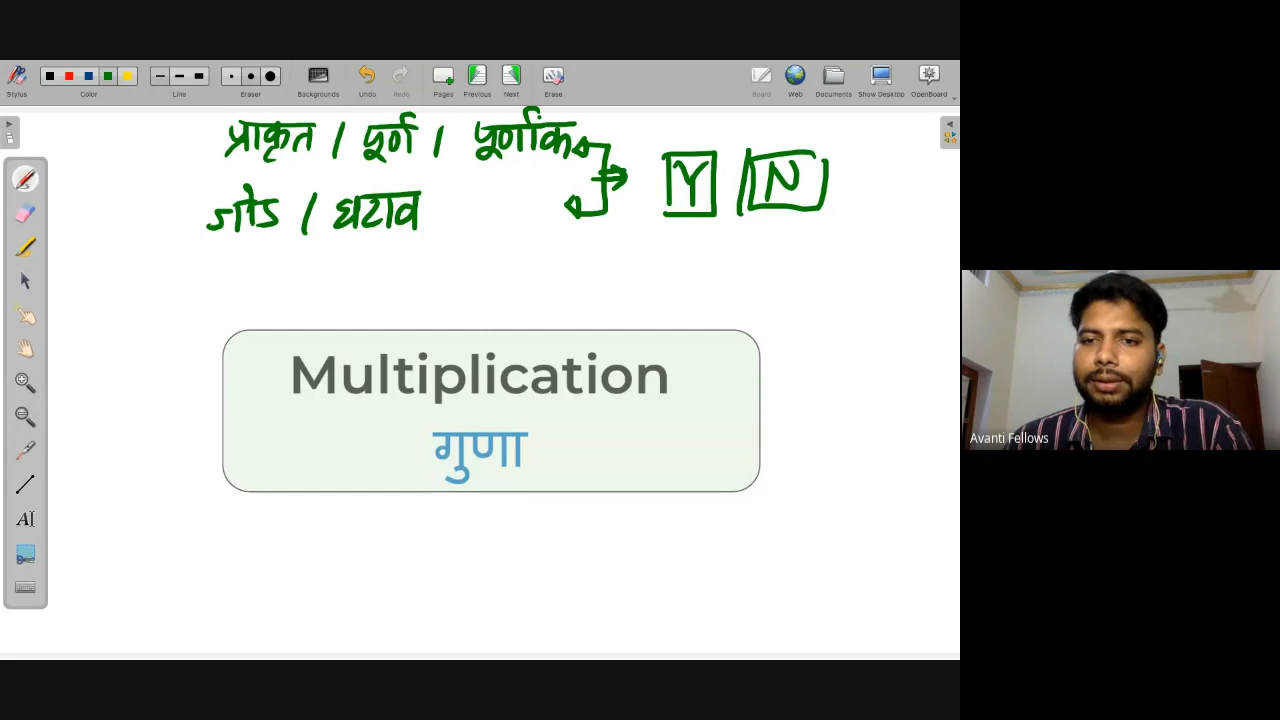 Stylus Color Line Eraser Backgrounds Undo Redo Pages Previous Next Erase Board Web Documents Show Desktop OpenBoard
प्राकृत / पूर्ण / पूर्णांक
Y N
जोड / घटाव
Multiplication
गुणा
AI
Avanti Fellows